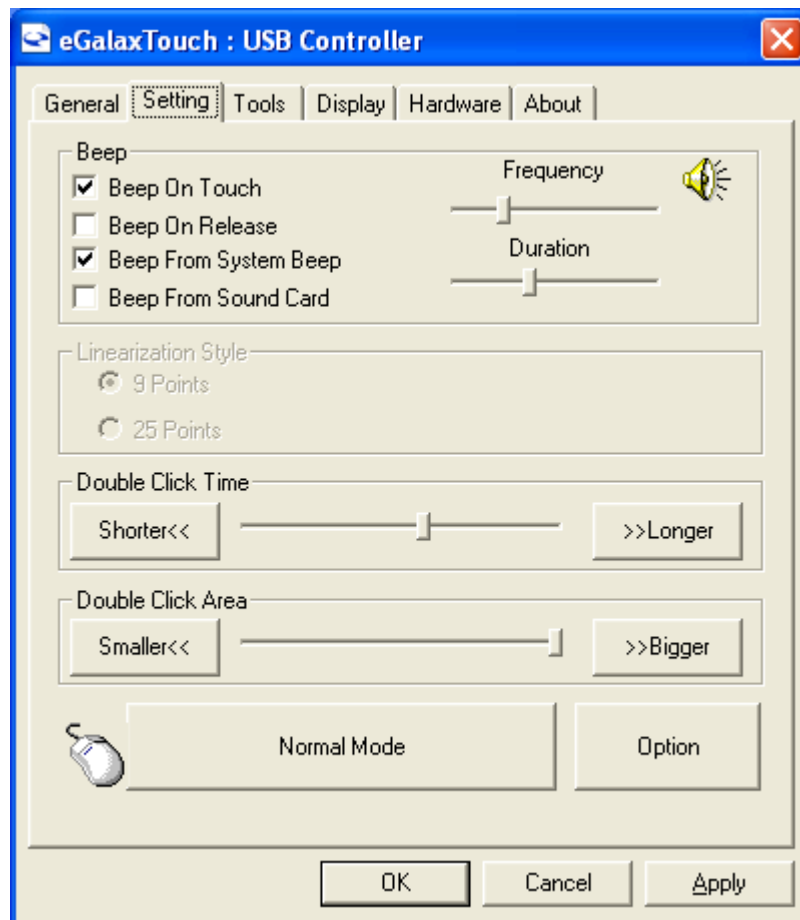 eGalaxTouch : USB Controller
General Setting Tools Display Hardware About
Beep
Beep On Touch
Beep On Release
Beep From System Beep
Beep From Sound Card
Frequency
Duration
Linearization Style
9 Points
25 Points
Double Click Time
Shorter<< >>Longer
Double Click Area
Smaller<< >>Bigger
Normal Mode Option
OK Cancel Apply